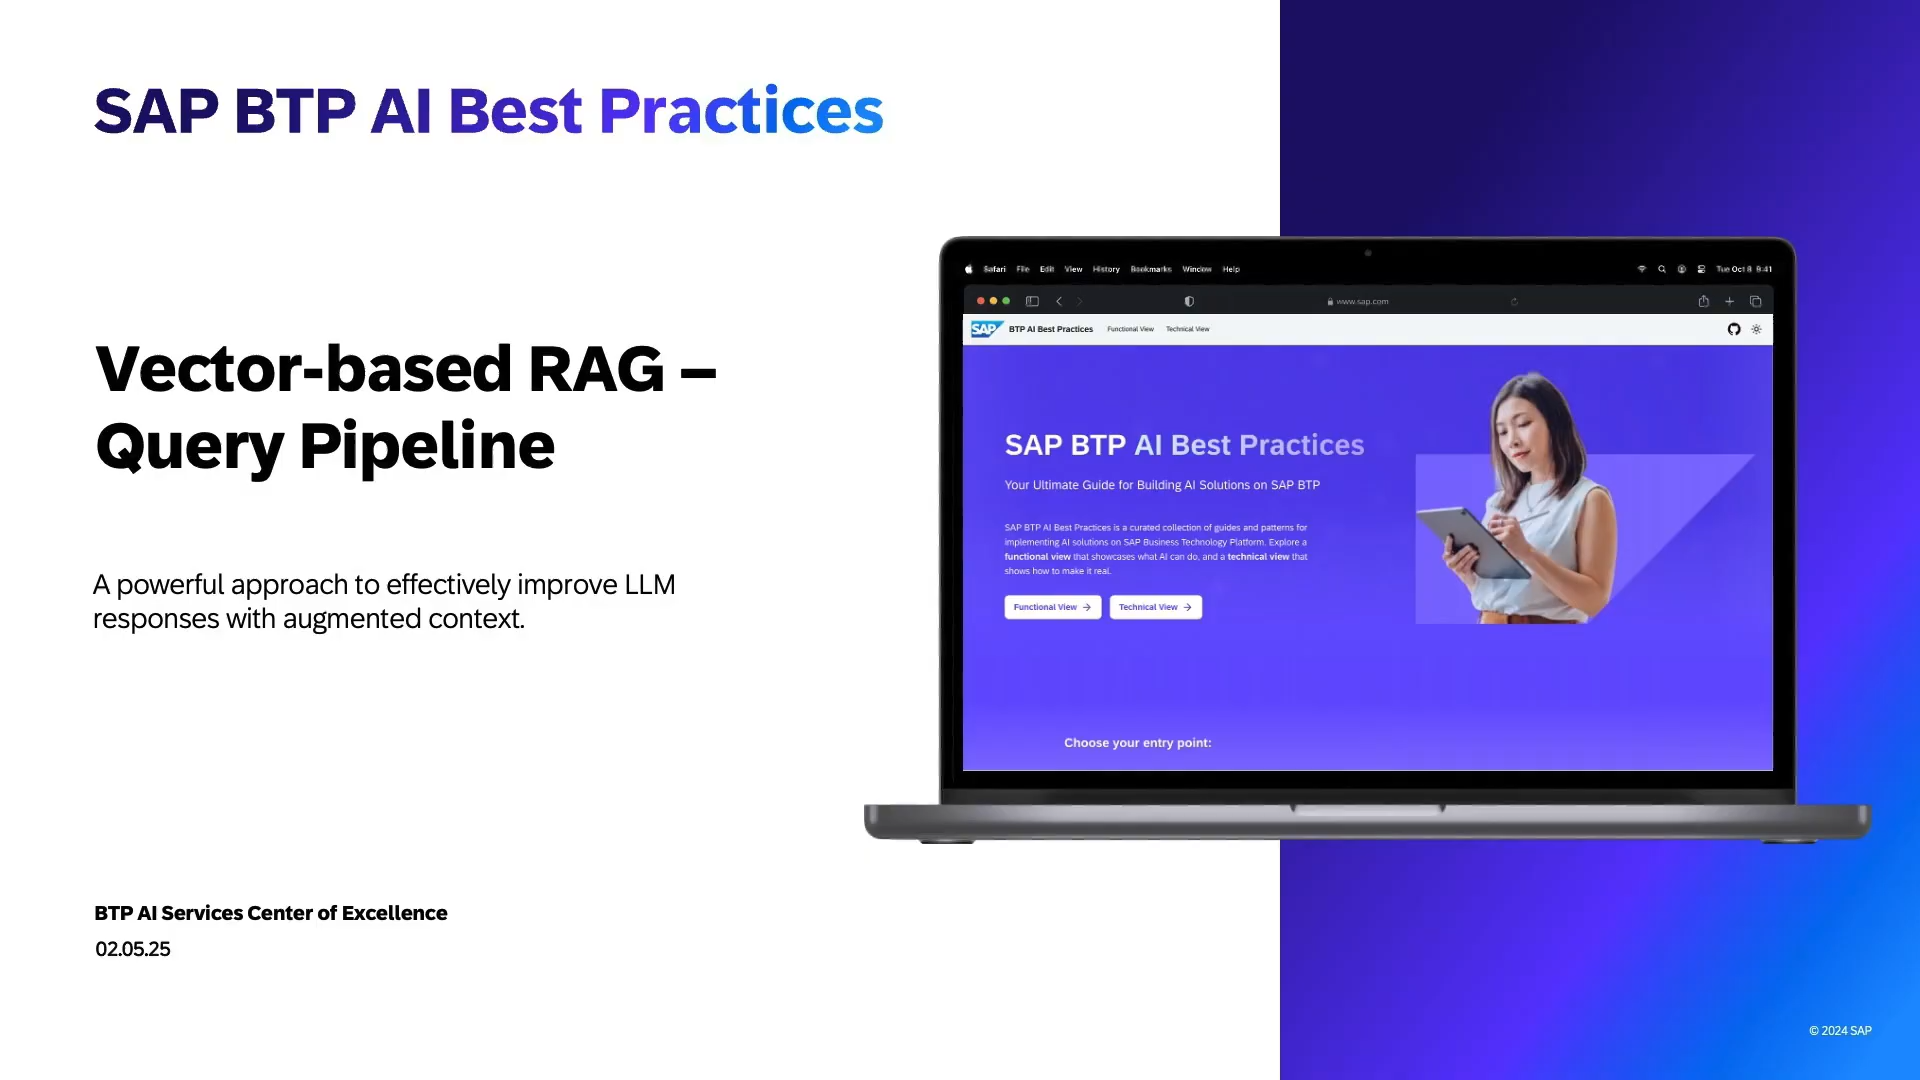 SAP BTP AI Best Practices
Vector-based RAG –
Query Pipeline
A powerful approach to effectively improve LLM
responses with augmented context.
BTP AI Services Center of Excellence
02.05.25
Safari File Edit View History Bookmarks Window Help
Tue Oct 8 9:41
www.sap.com
SAP BTP AI Best Practices Functional View Technical View
SAP BTP AI Best Practices
Your Ultimate Guide for Building AI Solutions on SAP BTP
SAP BTP AI Best Practices is a curated collection of guides and patterns for
implementing AI solutions on SAP Business Technology Platform. Explore a
functional view that showcases what AI can do, and a technical view that
shows how to make it real.
Functional View → Technical View →
Choose your entry point:
© 2024 SAP